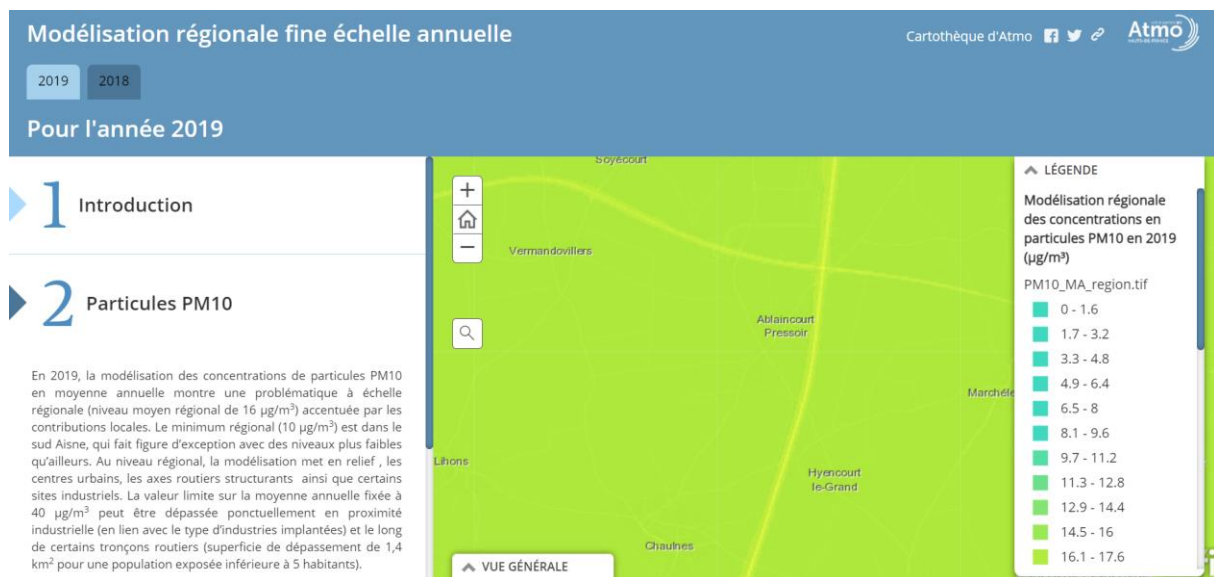 Modélisation régionale fine échelle annuelle
Cartothèque d'Atmo
Atmo
2019
2018
Pour l'année 2019
1 Introduction
2 Particules PM10
En 2019, la modélisation des concentrations de particules PM10
en moyenne annuelle montre une problématique à échelle
régionale (niveau moyen régional de 16 µg/m³) accentuée par les
contributions locales. Le minimum régional (10 µg/m³) est dans le
sud Aisne, qui fait figure d'exception avec des niveaux plus faibles
qu'ailleurs. Au niveau régional, la modélisation met en relief , les
centres urbains, les axes routiers structurants ainsi que certains
sites industriels. La valeur limite sur la moyenne annuelle fixée à
40 µg/m³ peut être dépassée ponctuellement en proximité
industrielle (en lien avec le type d'industries implantées) et le long
de certains tronçons routiers (superficie de dépassement de 1,4
km² pour une population exposée inférieure à 5 habitants).
Soyécourt
Vermandovillers
Ablaincourt
Pressoir
Marchéle
Lihons
Hyencourt
le-Grand
Chaulnes
VUE GÉNÉRALE
LÉGENDE
Modélisation régionale
des concentrations en
particules PM10 en 2019
(µg/m³)
PM10_MA_region.tif
0 - 1.6
1.7 - 3.2
3.3 - 4.8
4.9 - 6.4
6.5 - 8
8.1 - 9.6
9.7 - 11.2
11.3 - 12.8
12.9 - 14.4
14.5 - 16
16.1 - 17.6